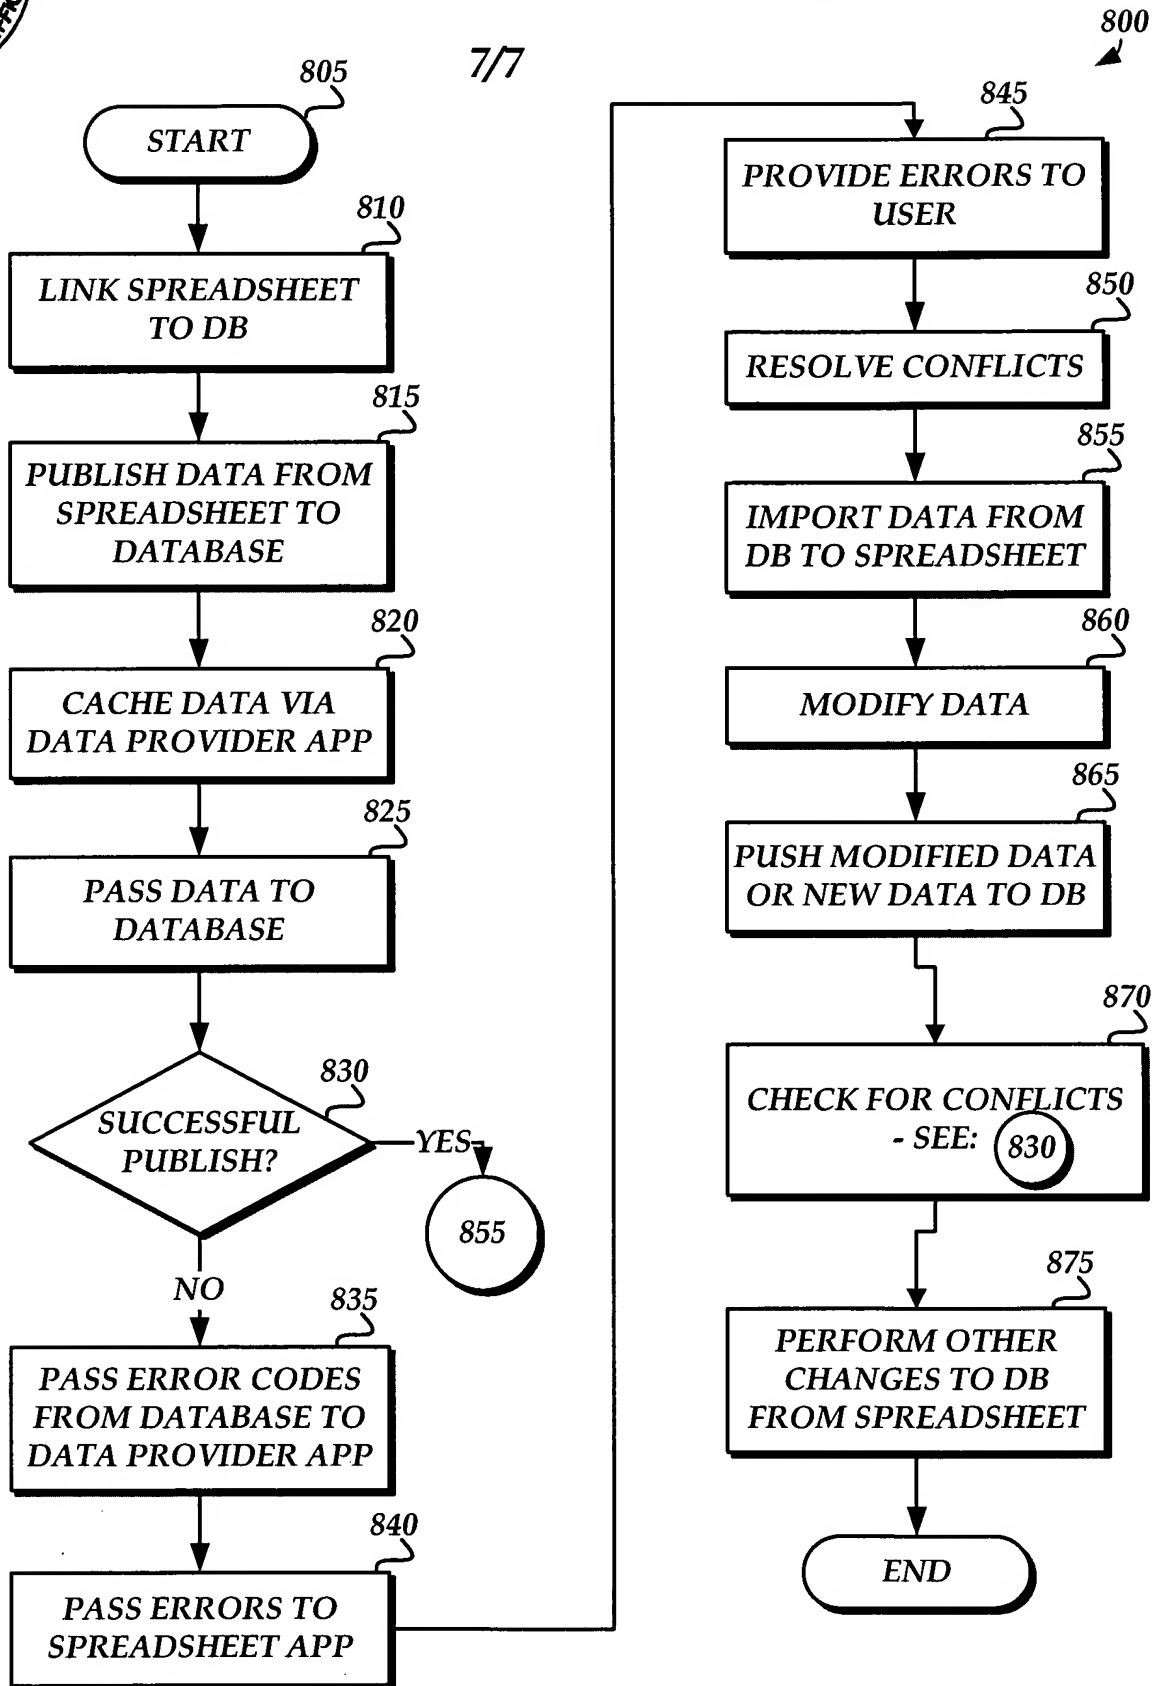 7/7
800
805
START
810
LINK SPREADSHEET
TO DB
815
PUBLISH DATA FROM
SPREADSHEET TO
DATABASE
820
CACHE DATA VIA
DATA PROVIDER APP
825
PASS DATA TO
DATABASE
830
SUCCESSFUL
PUBLISH?
YES
855
NO
835
PASS ERROR CODES
FROM DATABASE TO
DATA PROVIDER APP
840
PASS ERRORS TO
SPREADSHEET APP
845
PROVIDE ERRORS TO
USER
850
RESOLVE CONFLICTS
855
IMPORT DATA FROM
DB TO SPREADSHEET
860
MODIFY DATA
865
PUSH MODIFIED DATA
OR NEW DATA TO DB
870
CHECK FOR CONFLICTS
- SEE: 830
875
PERFORM OTHER
CHANGES TO DB
FROM SPREADSHEET
END